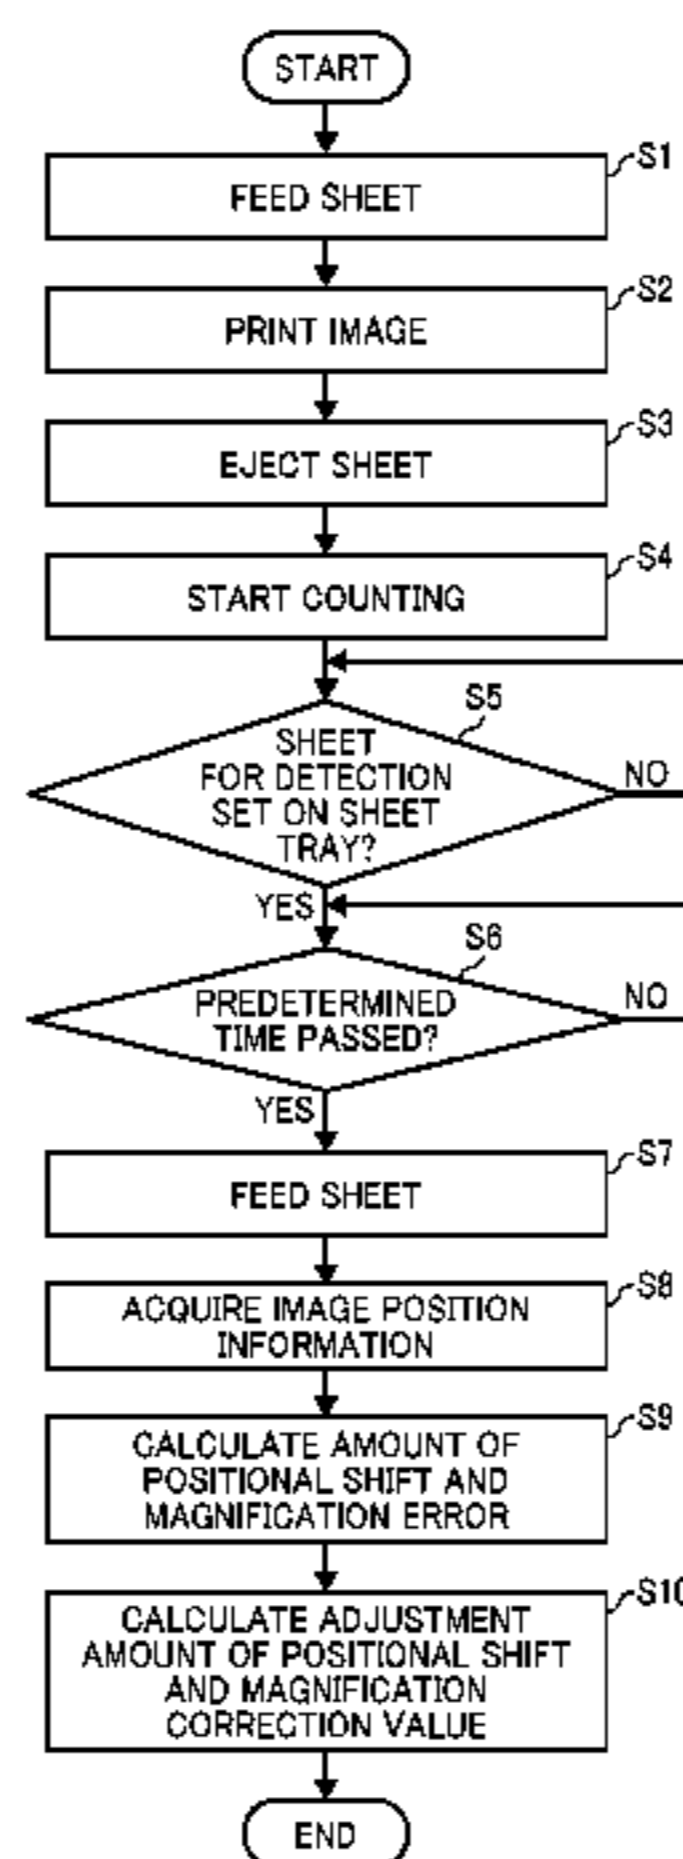 START
S1
FEED SHEET
S2
PRINT IMAGE
S3
EJECT SHEET
S4
START COUNTING
S5
SHEET
FOR DETECTION
SET ON SHEET
TRAY?
NO
YES
S6
PREDETERMINED
TIME PASSED?
NO
YES
S7
FEED SHEET
S8
ACQUIRE IMAGE POSITION
INFORMATION
S9
CALCULATE AMOUNT OF
POSITIONAL SHIFT AND
MAGNIFICATION ERROR
S10
CALCULATE ADJUSTMENT
AMOUNT OF POSITIONAL SHIFT
AND MAGNIFICATION
CORRECTION VALUE
END